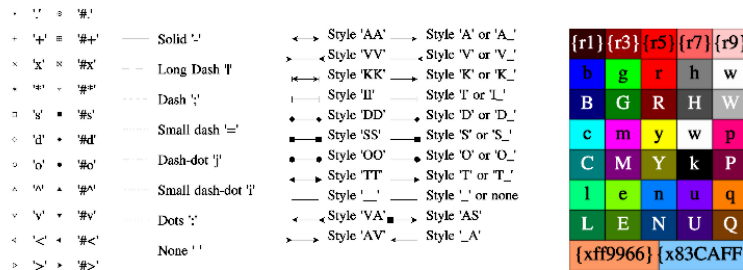 '.' '#.'
'+' '#+'
'x' '#x'
'*' '#*'
's' '#s'
'd' '#d'
'o' '#o'
'^' '#^'
'v' '#v'
'<' '#<'
'>' '#>'
Solid '-'
Long Dash '|'
Dash ';'
Small dash '='
Dash-dot 'j'
Small dash-dot 'i'
Dots ':'
None ' '
Style 'AA' Style 'A' or 'A_'
Style 'VV' Style 'V' or 'V_'
Style 'KK' Style 'K' or 'K_'
Style 'II' Style 'I' or 'I_'
Style 'DD' Style 'D' or 'D_'
Style 'SS' Style 'S' or 'S_'
Style 'OO' Style 'O' or 'O_'
Style 'TT' Style 'T' or 'T_'
Style '__' Style '_' or none
Style 'VA' Style 'AS'
Style 'AV' Style '_A'
{r1} {r3} {r5} {r7} {r9}
b g r h w
B G R H W
c m y w p
C M Y k P
l e n u q
L E N U Q
{xff9966} {x83CAFF}